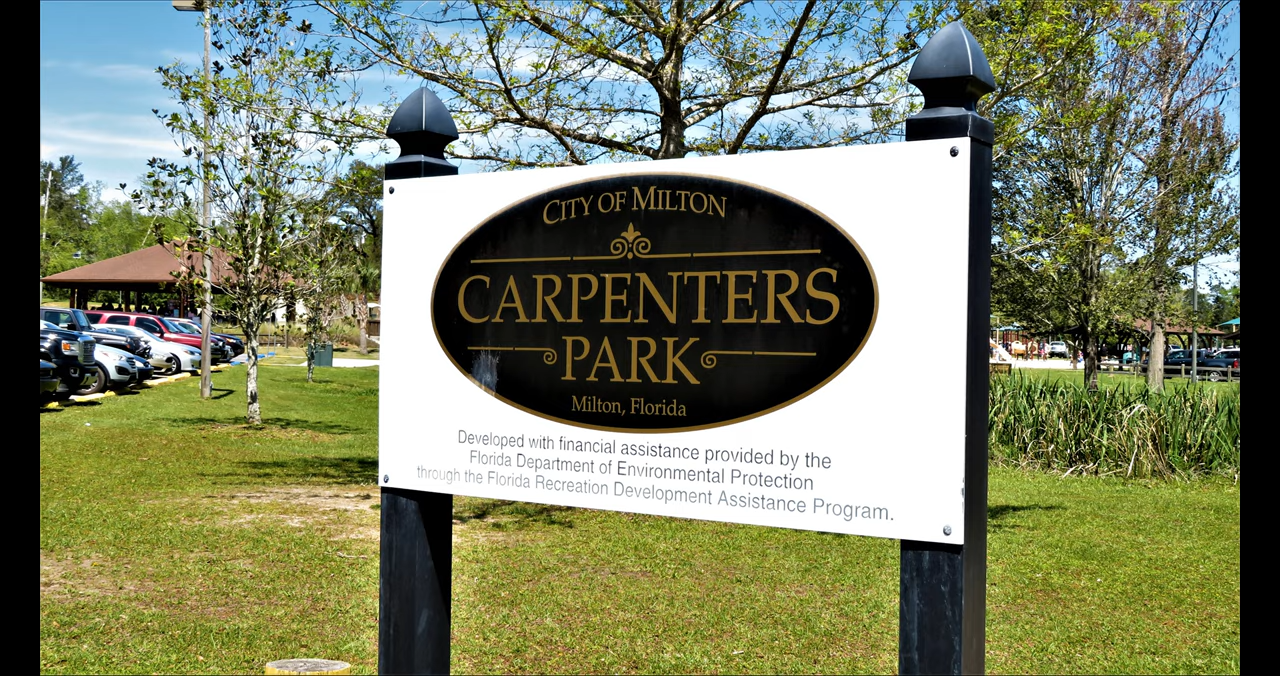 CITY OF MILTON
CARPENTERS
PARK
Milton, Florida
Developed with financial assistance provided by the
Florida Department of Environmental Protection
through the Florida Recreation Development Assistance Program.